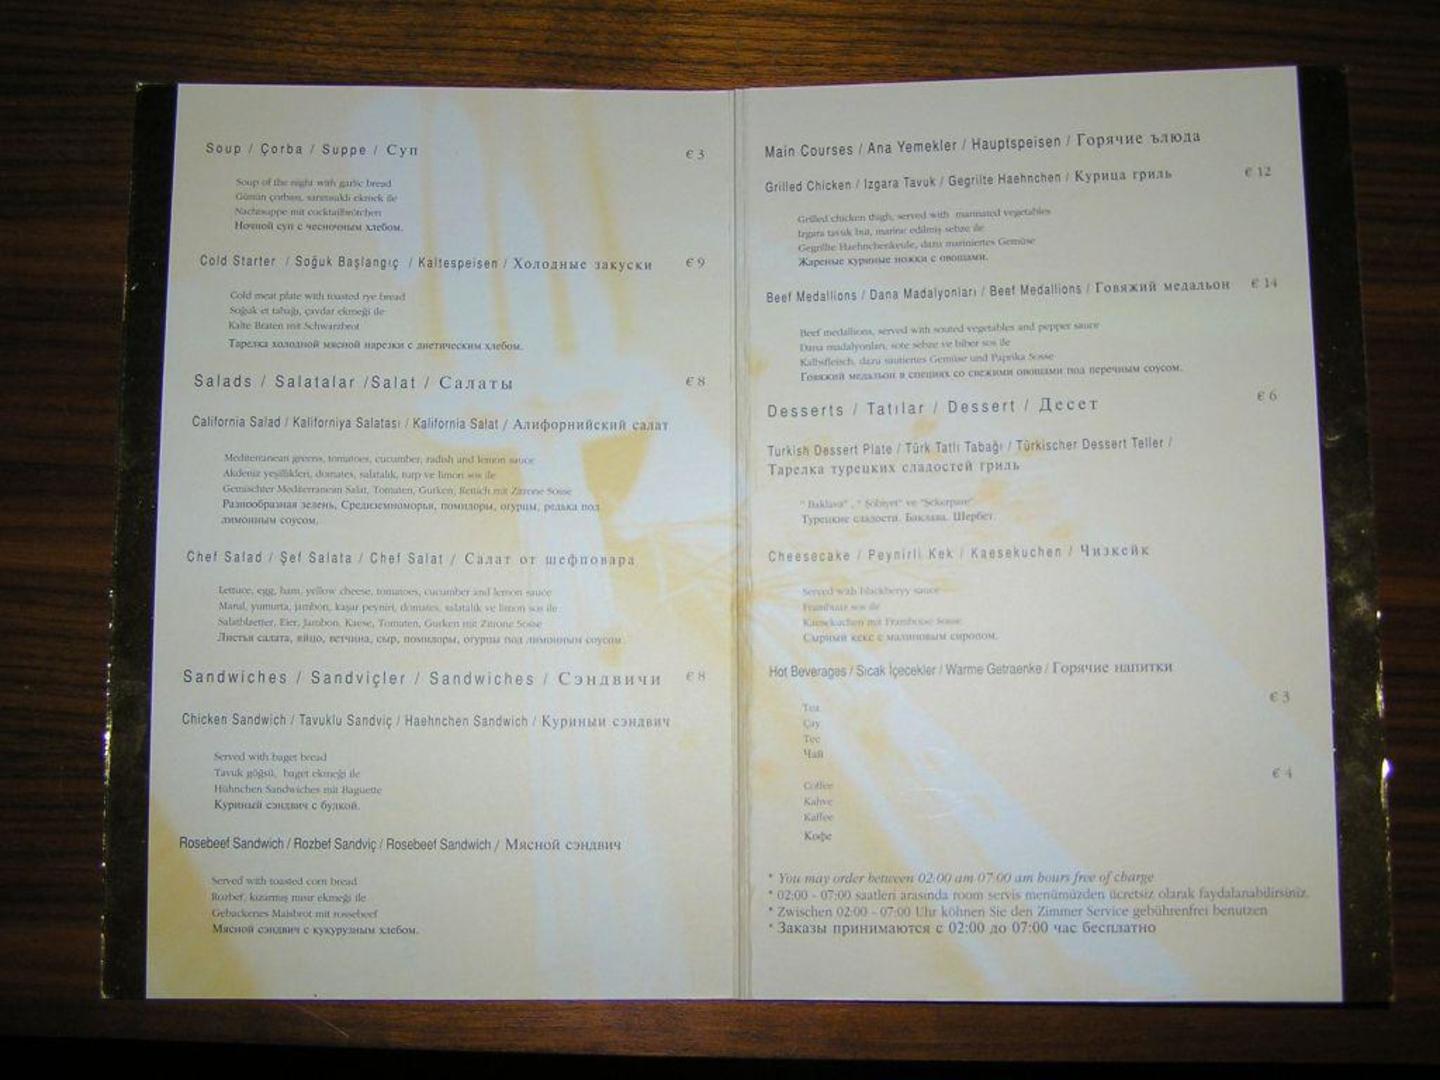 Soup / Çorba / Suppe / Суп
€ 3
Soup of the night with garlic bread
Günün çorbası, sarımsaklı ekmek ile
Nachtsuppe mit cocktailbrötchen
Ночной суп с чесночным хлебом.
Cold Starter / Soğuk Başlangıç / Kaltespeisen / Холодные закуски
€ 9
Cold meat plate with toasted rye bread
Soğuk et tabağı, çavdar ekmeği ile
Kalte Braten mit Schwarzbrot
Тарелка холодной мясной нарезки с диетическим хлебом.
Salads / Salatalar /Salat / Салаты
€ 8
California Salad / Kaliforniya Salatası / Kalifornia Salat / Алифорнийский салат
Mediterranean greens, tomatoes, cucumber, radish and lemon sauce
Akdeniz yeşillikleri, domates, salatalık, turp ve limon sos ile
Gemischter Mediterranean Salat, Tomaten, Gurken, Rettich mit Zitrone Sosse
Разнообразная зелень, Средиземноморья, помидоры, огурцы, редька под
лимонным соусом.
Chef Salad / Şef Salata / Chef Salat / Салат от шефповара
Lettuce, egg, ham, yellow cheese, tomatoes, cucumber and lemon sauce
Marul, yumurta, jambon, kaşar peyniri, domates, salatalık ve limon sos ile
Salatblaetter, Eier, Jambon, Kaese, Tomaten, Gurken mit Zitrone Sosse
Листья салата, яйцо, ветчина, сыр, помидоры, огурцы под лимонным соусом.
Sandwiches / Sandviçler / Sandwiches / Сэндвичи
€ 8
Chicken Sandwich / Tavuklu Sandviç / Haehnchen Sandwich / Куриный сэндвич
Served with baget bread
Tavuk göğsü, baget ekmeği ile
Hühnchen Sandwiches mit Baguette
Куриный сэндвич с булкой.
Rosebeef Sandwich / Rozbef Sandviç / Rosebeef Sandwich / Мясной сэндвич
Served with toasted corn bread
Rozbef, kızarmış mısır ekmeği ile
Gebackenes Maisbrot mit rossebeef
Мясной сэндвич с кукурузным хлебом.
Main Courses / Ana Yemekler / Hauptspeisen / Горячие ълюда
Grilled Chicken / Izgara Tavuk / Gegrilte Haehnchen / Курица гриль
€ 12
Grilled chicken thigh, served with marinated vegetables
Izgara tavuk but, marine edilmiş sebze ile
Gegrillte Haehnchenkeule, dazu mariniertes Gemüse
Жареные куриные ножки с овощами.
Beef Medallions / Dana Madalyonları / Beef Medallions / Говяжий медальон
€ 14
Beef medallions, served with souted vegetables and pepper sauce
Dana madalyonları, sote sebze ve biber sos ile
Kalbsfleisch, dazu sautiertes Gemüse und Paprika Sosse
Говяжий медальон в специях со свежими овощами под перечным соусом.
Desserts / Tatılar / Dessert / Десет
€ 6
Turkish Dessert Plate / Türk Tatlı Tabağı / Türkischer Dessert Teller /
Тарелка турецких сладостей гриль
" Baklava" , " Şöbiyet" ve "Şekerpare"
Турецкие сладости. Баклава. Шербет.
Cheesecake / Peynirli Kek / Kaesekuchen / Чизкейк
Served with blackberyy sauce
Frambuaz sos ile
Kaesekuchen mit Framboise Sosse
Сырный кекс с малиновым сиропом.
Hot Beverages / Sıcak İçecekler / Warme Getraenke / Горячие напитки
€ 3
Tea
Çay
Tee
Чай
€ 4
Coffee
Kahve
Kaffee
Кофе
* You may order between 02:00 am 07:00 am hours free of charge
* 02:00 - 07:00 saatleri arasında room servis menümüzden ücretsiz olarak faydalanabilirsiniz.
* Zwischen 02:00 - 07:00 Uhr köhnen Sie den Zimmer Service gebührenfrei benutzen
* Заказы принимаются с 02:00 до 07:00 час бесплатно